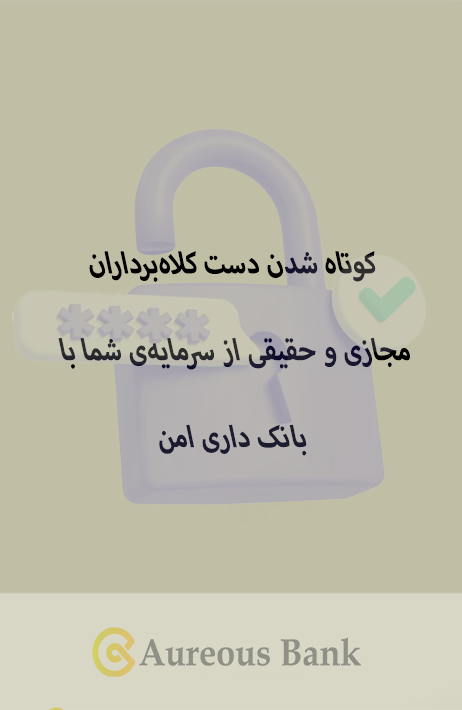 کوتاه شدن دست کلاه‌برداران
مجازی و حقیقی از سرمایه‌ی شما با
بانک داری امن
****
Aureous Bank